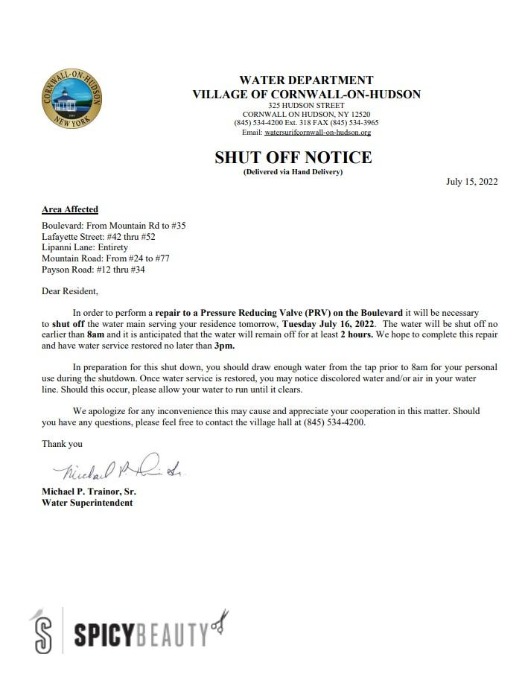 CORNWALL-ON-HUDSON
NEW YORK
WATER DEPARTMENT
VILLAGE OF CORNWALL-ON-HUDSON
325 HUDSON STREET
CORNWALL ON HUDSON, NY 12520
(845) 534-4200 Ext. 318 FAX (845) 534-3965
Email:
SHUT OFF NOTICE
(Delivered via Hand Delivery)
July 15, 2022
Area Affected
Boulevard: From Mountain Rd to #35
Lafayette Street: #42 thru #52
Lipanni Lane: Entirety
Mountain Road: From #24 to #77
Payson Road: #12 thru #34
Dear Resident,
In order to perform a repair to a Pressure Reducing Valve (PRV) on the Boulevard it will be necessary
to shut off the water main serving your residence tomorrow, Tuesday July 16, 2022. The water will be shut off no
earlier than 8am and it is anticipated that the water will remain off for at least 2 hours. We hope to complete this repair
and have water service restored no later than 3pm.
In preparation for this shut down, you should draw enough water from the tap prior to 8am for your personal
use during the shutdown. Once water service is restored, you may notice discolored water and/or air in your water
line. Should this occur, please allow your water to run until it clears.
We apologize for any inconvenience this may cause and appreciate your cooperation in this matter. Should
you have any questions, please feel free to contact the village hall at (845) 534-4200.
Thank you
Michael P. Trainor, Sr.
Water Superintendent
SPICYBEAUTY